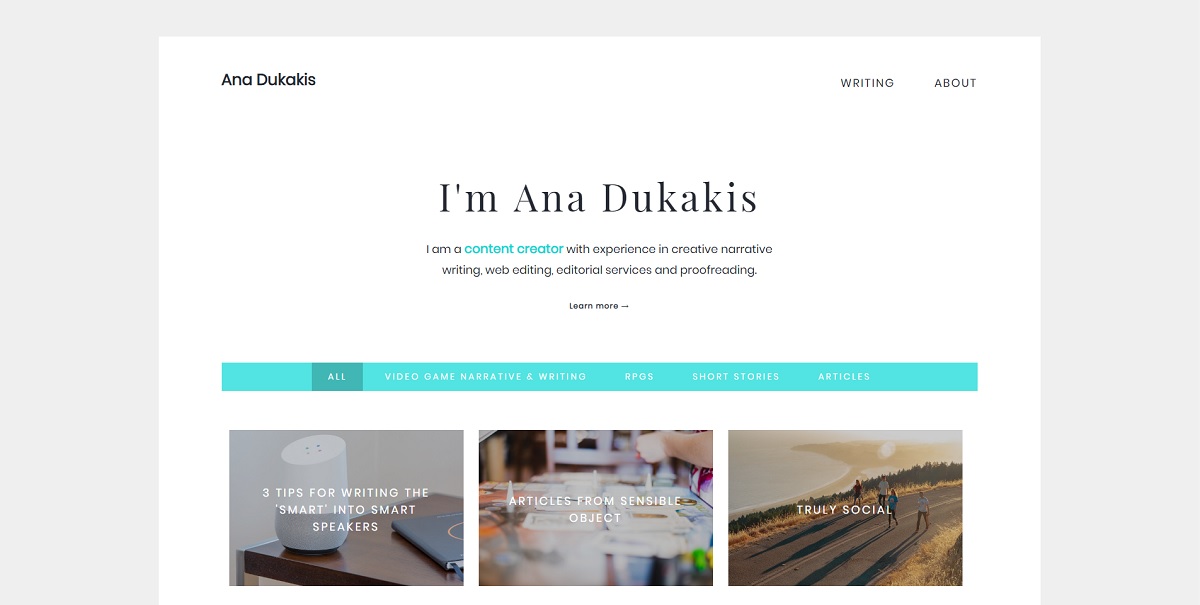 Ana Dukakis
WRITING
ABOUT
I'm Ana Dukakis
I am a content creator with experience in creative narrative
writing, web editing, editorial services and proofreading.
Learn more →
ALL
VIDEO GAME NARRATIVE & WRITING
RPGS
SHORT STORIES
ARTICLES
3 TIPS FOR WRITING THE
'SMART' INTO SMART
SPEAKERS
ARTICLES FROM SENSIBLE
OBJECT
TRULY SOCIAL